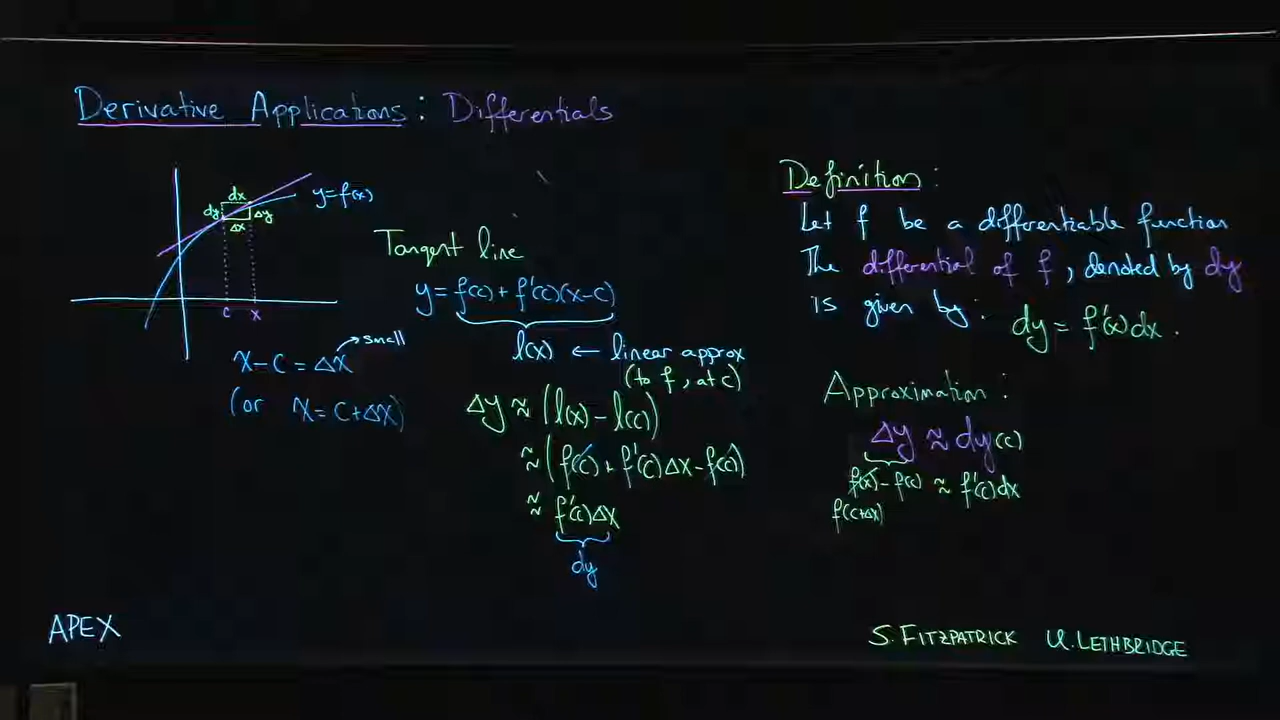 Derivative Applications: Differentials
y=f(x)
dx
dy
Δy
Δx
c x
x-c = Δx → small
(or x = c+Δx)
Tangent line
y = f(c) + f'(c)(x-c)
l(x) ← linear approx
(to f, at c)
Δy ≈ (l(x) - l(c))
≈ (f(c) + f'(c)Δx - f(c))
≈ f'(c)Δx
dy
Definition:
Let f be a differentiable function
The differential of f, denoted by dy
is given by: dy = f'(x)dx.
Approximation:
Δy ≈ dy(c)
f(x) - f(c) ≈ f'(c)dx
f(c+Δx)
APEX
S. FITZPATRICK U. LETHBRIDGE